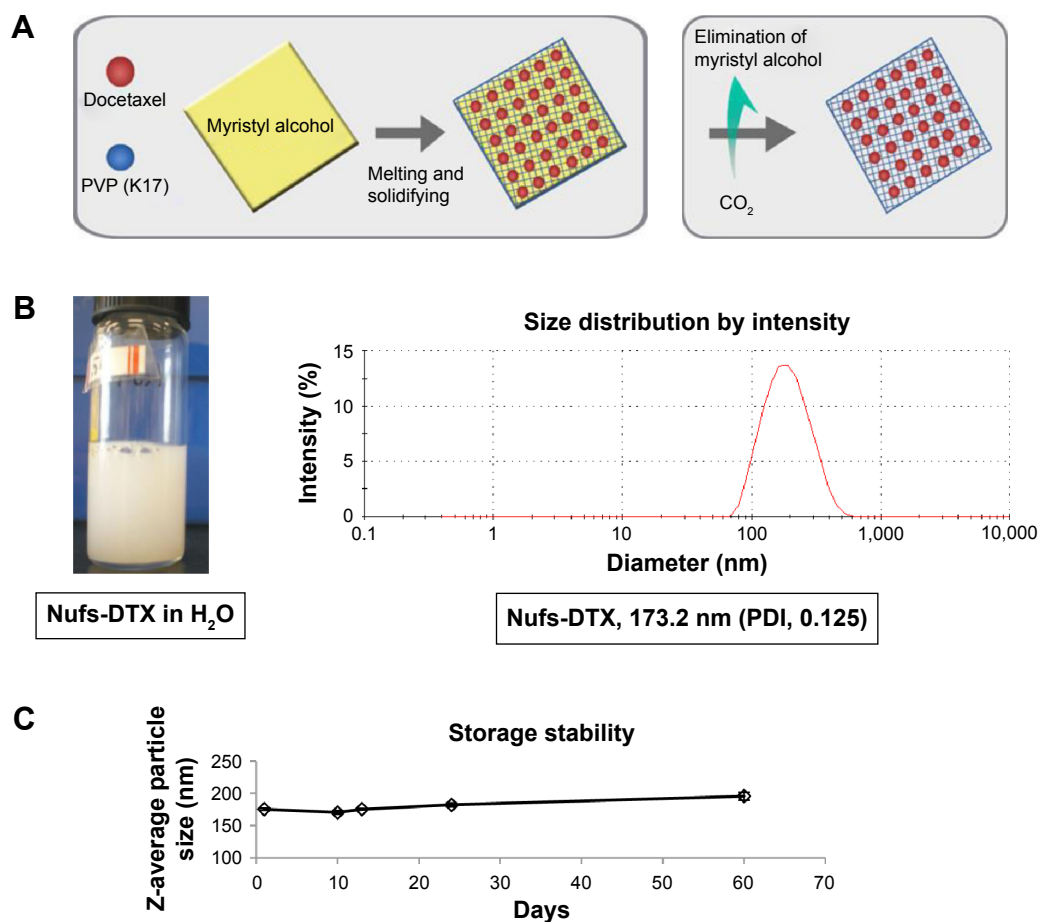 A
Docetaxel
PVP (K17)
Myristyl alcohol
Melting and
solidifying
Elimination of
myristyl alcohol
CO₂
B
Nufs-DTX in H₂O
Size distribution by intensity
Intensity (%)
15
10
5
0
0.1
1
10
100
1,000
10,000
Diameter (nm)
Nufs-DTX, 173.2 nm (PDI, 0.125)
C
Storage stability
Z-average particle
size (nm)
250
200
150
100
0
10
20
30
40
50
60
70
Days